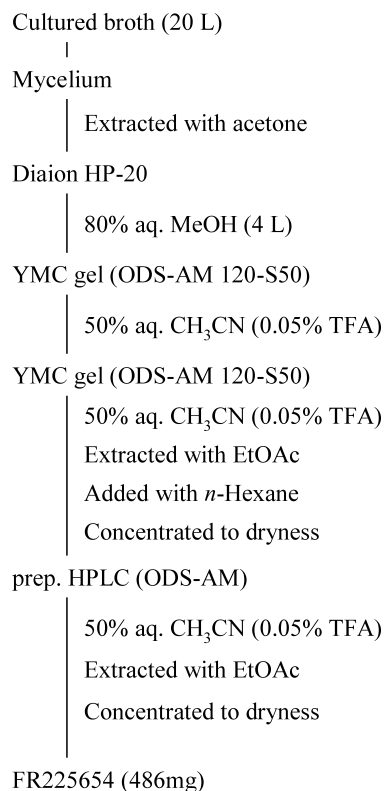 Cultured broth (20 L)
Mycelium
Extracted with acetone
Diaion HP-20
80% aq. MeOH (4 L)
YMC gel (ODS-AM 120-S50)
50% aq. CH₃CN (0.05% TFA)
YMC gel (ODS-AM 120-S50)
50% aq. CH₃CN (0.05% TFA)
Extracted with EtOAc
Added with n-Hexane
Concentrated to dryness
prep. HPLC (ODS-AM)
50% aq. CH₃CN (0.05% TFA)
Extracted with EtOAc
Concentrated to dryness
FR225654 (486mg)